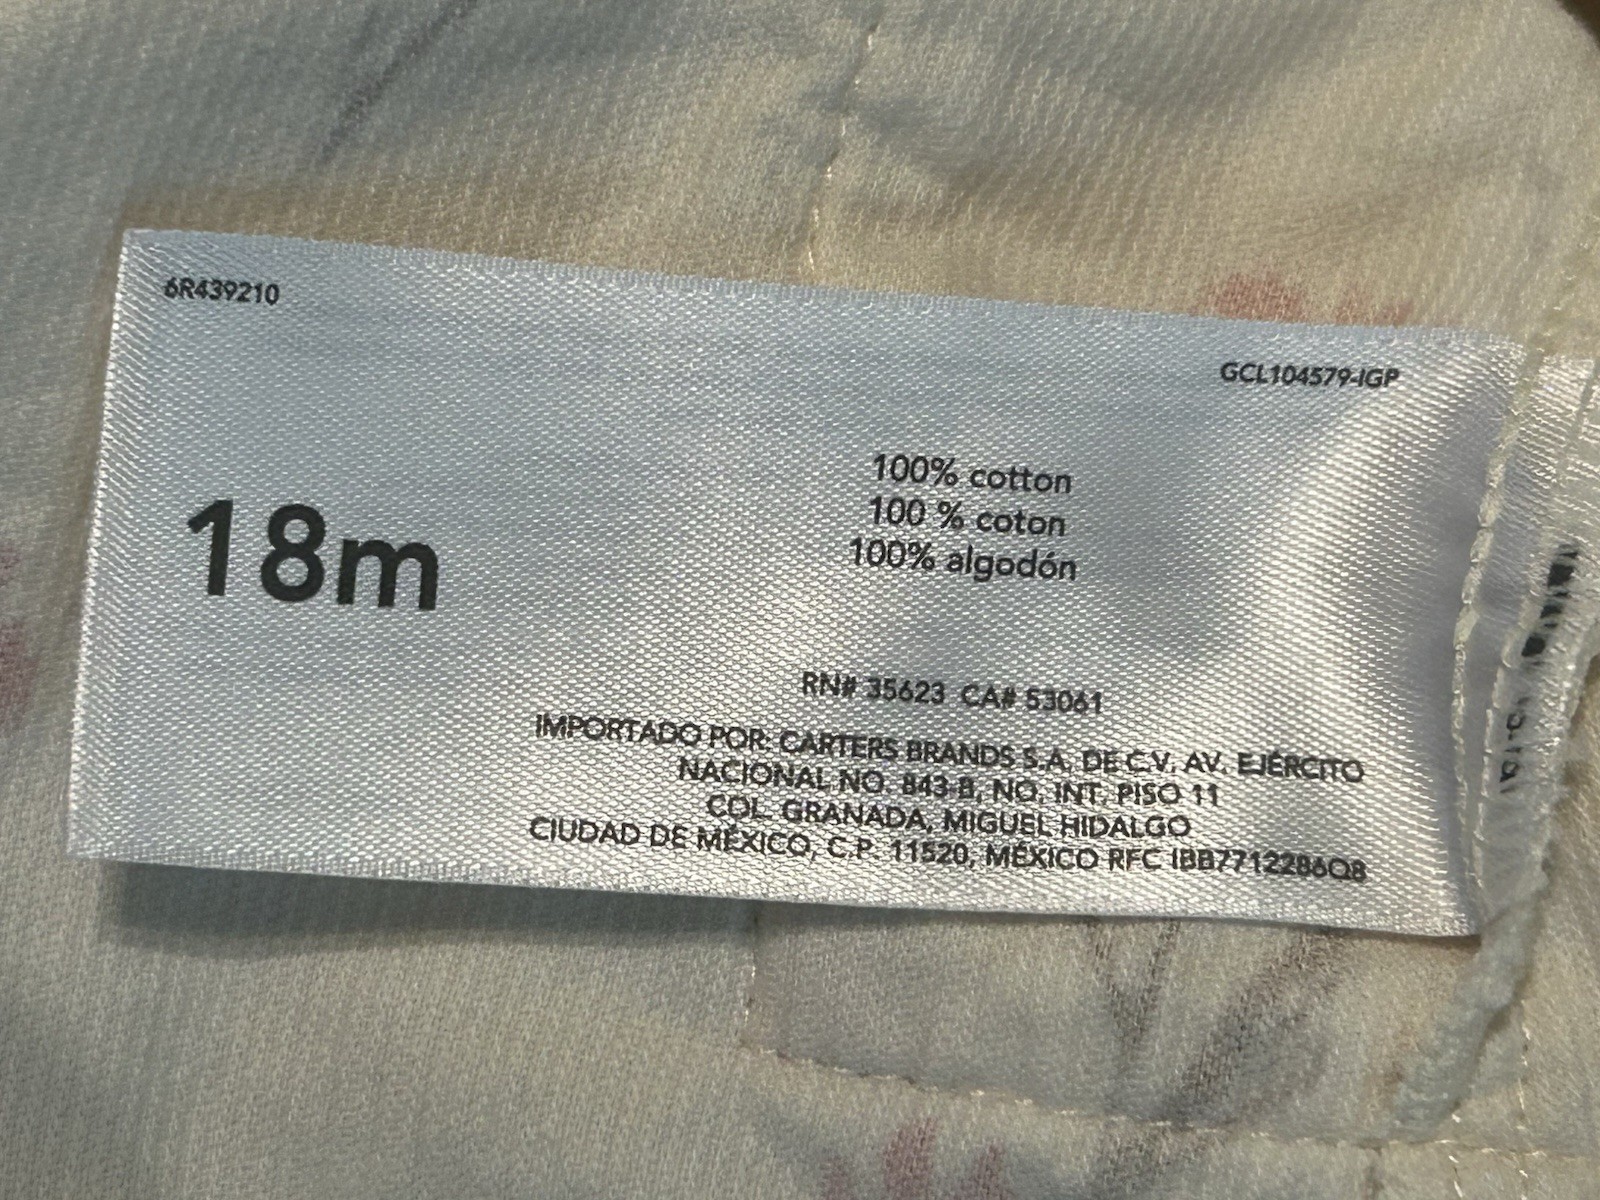 6R439210
GCL104579-IGP
18m
100% cotton
100 % coton
100% algodón
RN# 35623 CA# 53061
IMPORTADO POR: CARTERS BRANDS S.A. DE C.V. AV. EJÉRCITO
NACIONAL NO. 843-B, NO. INT. PISO 11
COL. GRANADA, MIGUEL HIDALGO
CIUDAD DE MÉXICO, C.P. 11520, MÉXICO RFC IBB7712286Q8